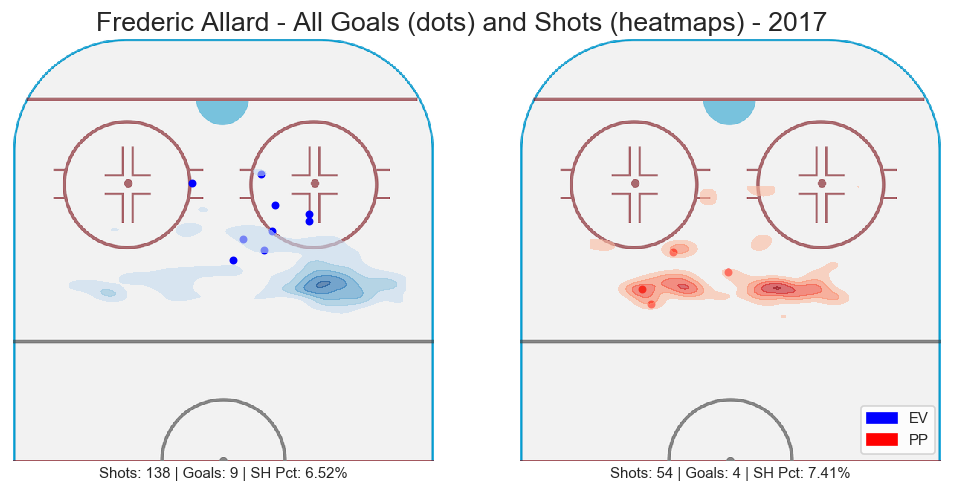 Frederic Allard - All Goals (dots) and Shots (heatmaps) - 2017
EV
PP
Shots: 138 | Goals: 9 | SH Pct: 6.52%
Shots: 54 | Goals: 4 | SH Pct: 7.41%